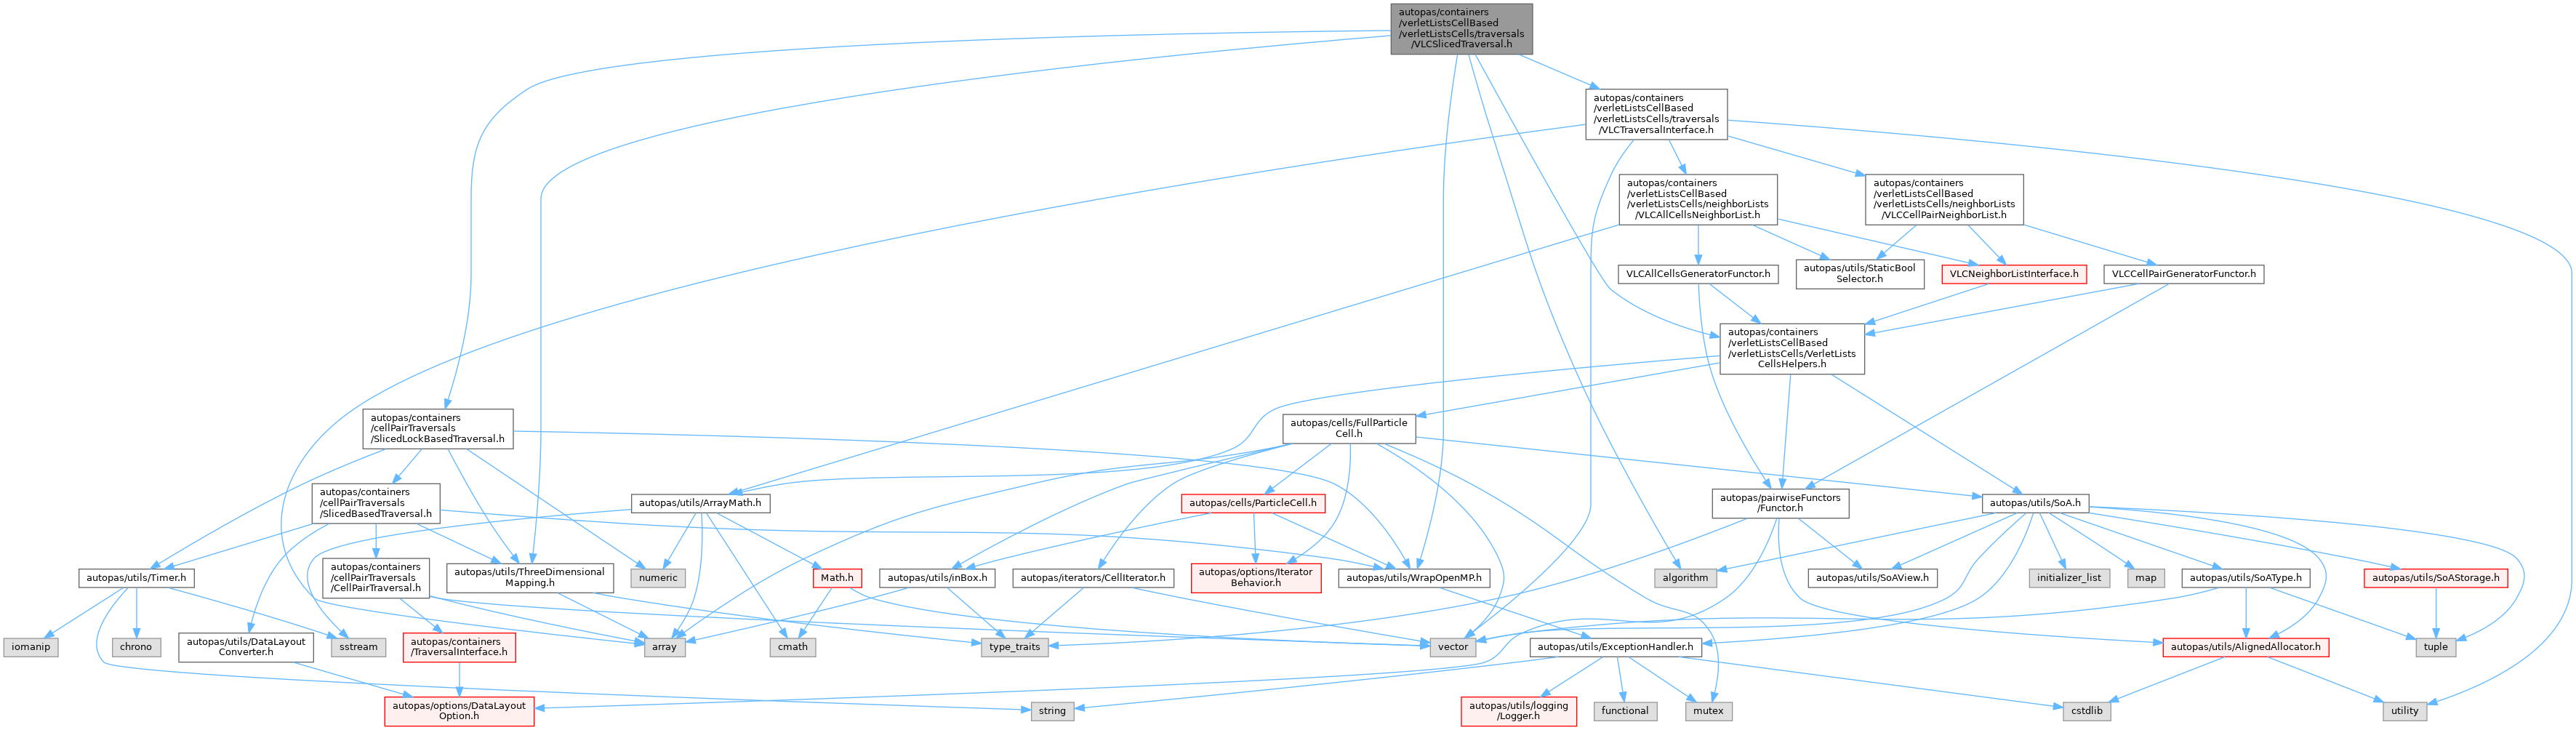 autopas/containers
/verletListsCellBased
/verletListsCells/traversals
/VLCSlicedTraversal.h
autopas/containers
/verletListsCellBased
/verletListsCells/traversals
/VLCTraversalInterface.h
autopas/containers
/verletListsCellBased
/verletListsCells/neighborLists
/VLCAllCellsNeighborList.h
autopas/containers
/verletListsCellBased
/verletListsCells/neighborLists
/VLCCellPairNeighborList.h
VLCAllCellsGeneratorFunctor.h
autopas/utils/StaticBool
Selector.h
VLCNeighborListInterface.h
VLCCellPairGeneratorFunctor.h
autopas/containers
/verletListsCellBased
/verletListsCells/VerletLists
CellsHelpers.h
autopas/containers
/cellPairTraversals
/SlicedLockBasedTraversal.h
autopas/cells/FullParticle
Cell.h
autopas/containers
/cellPairTraversals
/SlicedBasedTraversal.h
autopas/utils/ArrayMath.h
autopas/cells/ParticleCell.h
autopas/pairwiseFunctors
/Functor.h
autopas/utils/SoA.h
autopas/utils/Timer.h
autopas/containers
/cellPairTraversals
/CellPairTraversal.h
autopas/utils/ThreeDimensional
Mapping.h
numeric
Math.h
autopas/utils/inBox.h
autopas/iterators/CellIterator.h
autopas/options/Iterator
Behavior.h
autopas/utils/WrapOpenMP.h
algorithm
autopas/utils/SoAView.h
initializer_list
map
autopas/utils/SoAType.h
autopas/utils/SoAStorage.h
iomanip
chrono
autopas/utils/DataLayout
Converter.h
sstream
autopas/containers
/TraversalInterface.h
array
cmath
type_traits
vector
autopas/utils/ExceptionHandler.h
autopas/utils/AlignedAllocator.h
tuple
autopas/options/DataLayout
Option.h
string
autopas/utils/logging
/Logger.h
functional
mutex
cstdlib
utility